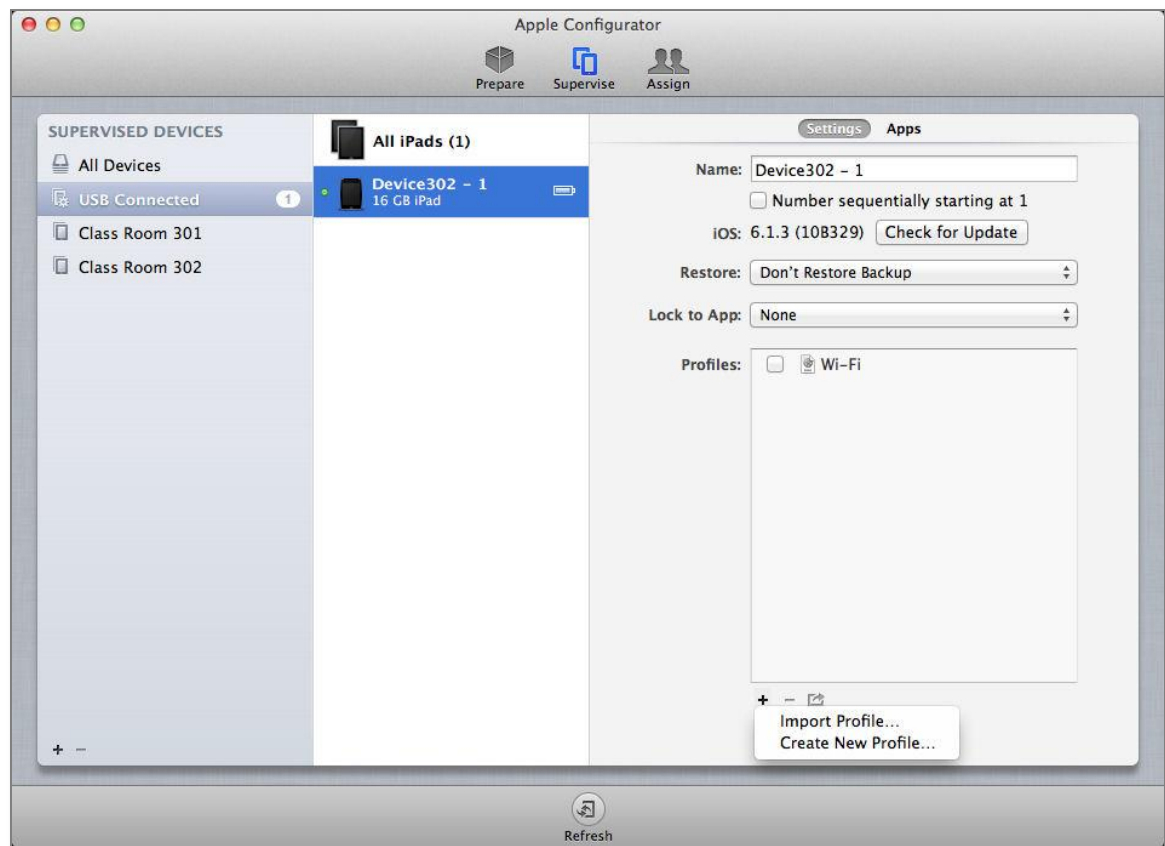 Apple Configurator
Prepare
Supervise
Assign
SUPERVISED DEVICES
All Devices
USB Connected 1
Class Room 301
Class Room 302
All iPads (1)
Device302 – 1
16 GB iPad
Settings Apps
Name: Device302 – 1
Number sequentially starting at 1
iOS: 6.1.3 (10B329) Check for Update
Restore: Don't Restore Backup
Lock to App: None
Profiles: Wi-Fi
+ −
Import Profile...
Create New Profile...
+ −
Refresh